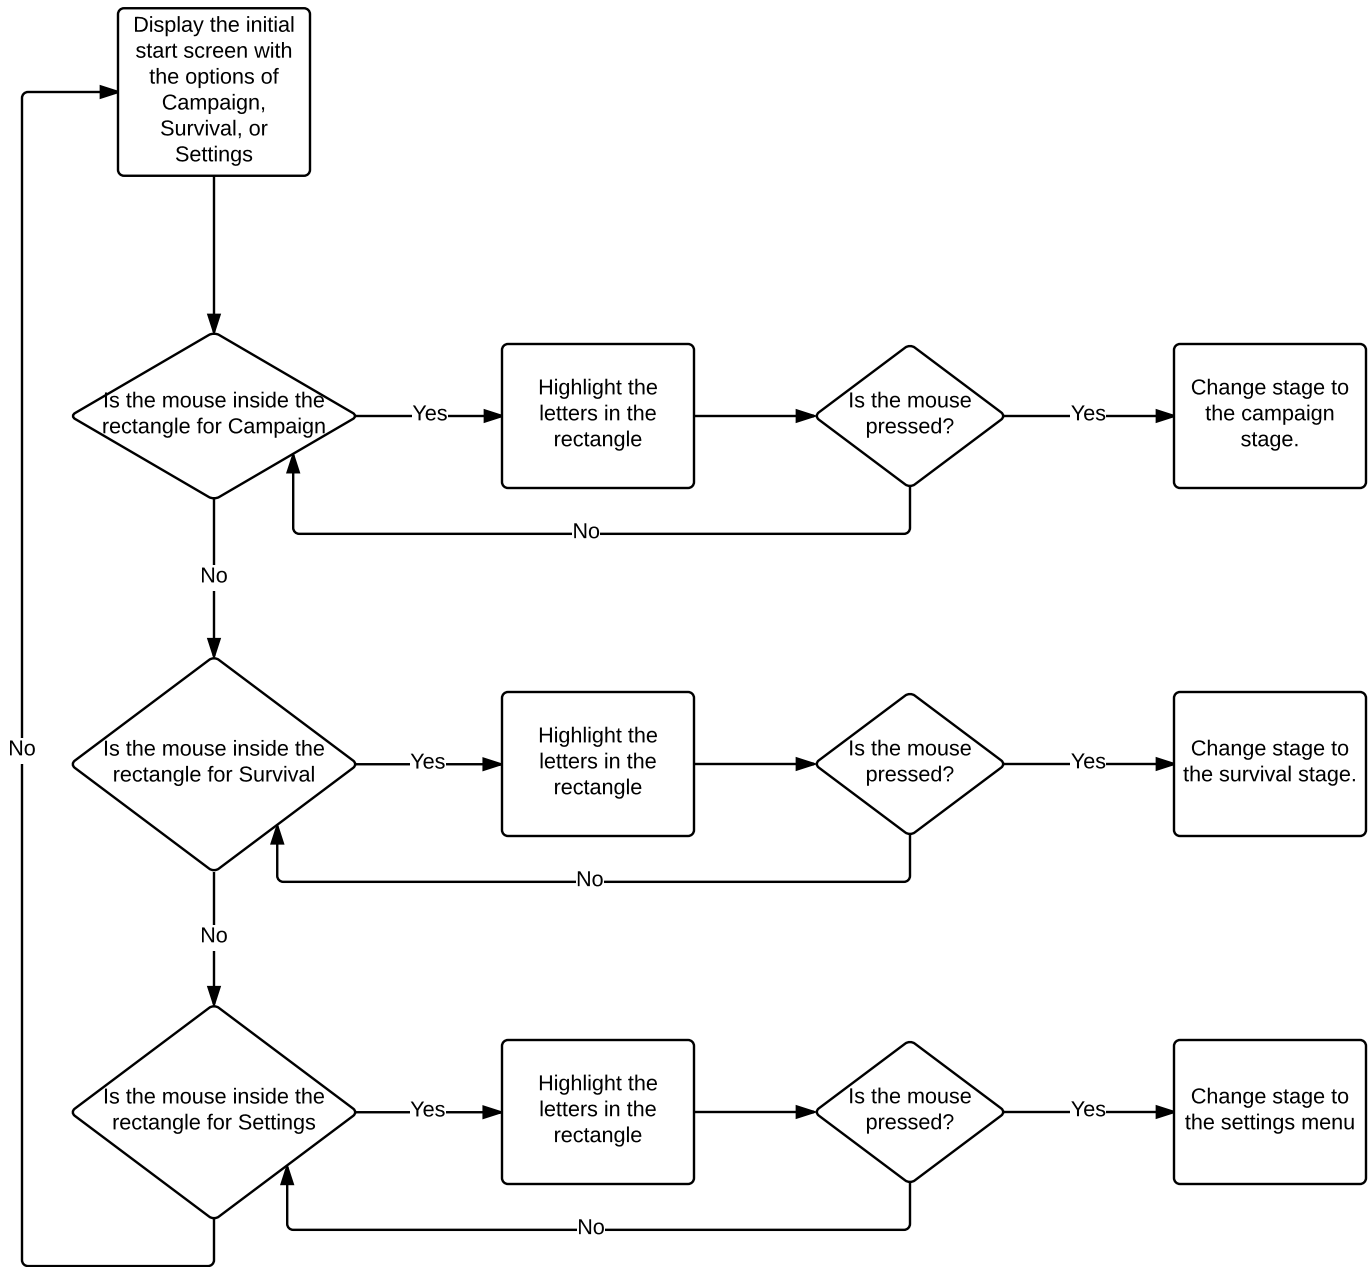 Display the initial
start screen with
the options of
Campaign,
Survival, or
Settings
Is the mouse inside the
rectangle for Campaign
Yes
Highlight the
letters in the
rectangle
Is the mouse
pressed?
Yes
Change stage to
the campaign
stage.
No
No
Is the mouse inside the
rectangle for Survival
Yes
Highlight the
letters in the
rectangle
Is the mouse
pressed?
Yes
Change stage to
the survival stage.
No
No
No
Is the mouse inside the
rectangle for Settings
Yes
Highlight the
letters in the
rectangle
Is the mouse
pressed?
Yes
Change stage to
the settings menu
No